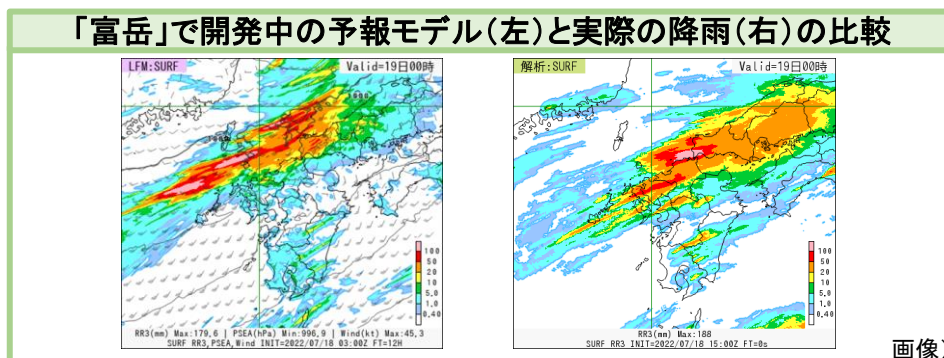 「富岳」で開発中の予報モデル(左)と実際の降雨(右)の比較
LFM:SURF
Valid=19日00時
100
50
20
10
5.0
1.0
0.40
RR3(mm) Max:179.6 | PSEA(hPa) Min:996.9 | Wind(kt) Max:45.3
SURF RR3,PSEA,Wind INIT=2022/07/18 03:00Z FT=12H
解析:SURF
Valid=19日00時
100
50
20
10
5.0
1.0
0.40
RR3(mm) Max:188
SURF RR3 INIT=2022/07/18 15:00Z FT=0s
画像